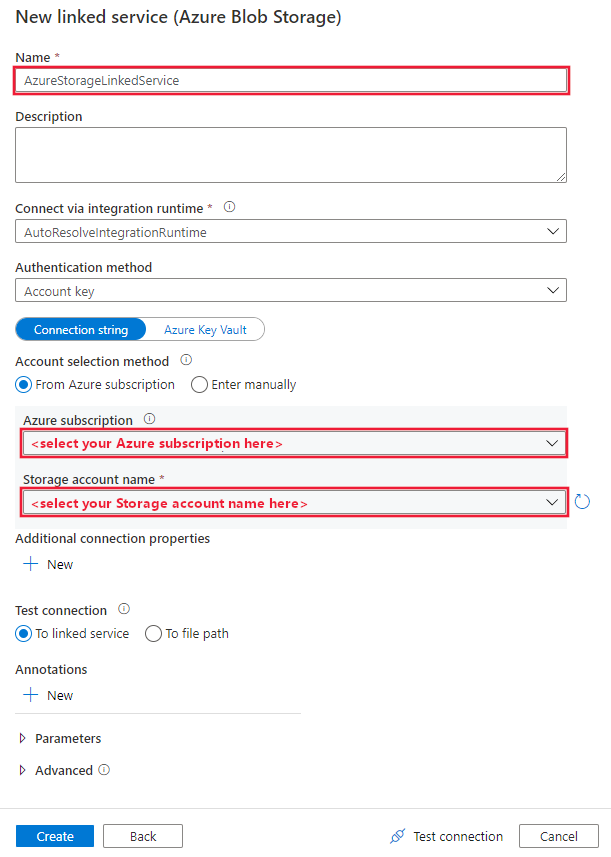 New linked service (Azure Blob Storage)
Name *
AzureStorageLinkedService
Description
Connect via integration runtime *
AutoResolveIntegrationRuntime
Authentication method
Account key
Connection string Azure Key Vault
Account selection method
From Azure subscription Enter manually
Azure subscription
<select your Azure subscription here>
Storage account name *
<select your Storage account name here>
Additional connection properties
New
Test connection
To linked service To file path
Annotations
New
Parameters
Advanced
Create Back Test connection Cancel